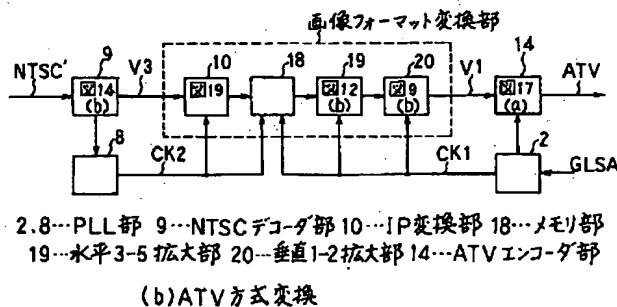 画像フォーマット変換部
9 10 18 19 20 14
NTSC' V3 V1 ATV
図14 (b)
図19
図12 (b)
図9 (b)
図17 (a)
8 CK2 CK1 2 GLSA
2.8…PLL部 9…NTSCデコーダ部 10…IP変換部 18…メモリ部
19…水平3-5拡大部 20…垂直1-2拡大部 14…ATVエンコーダ部
(b)ATV方式変換